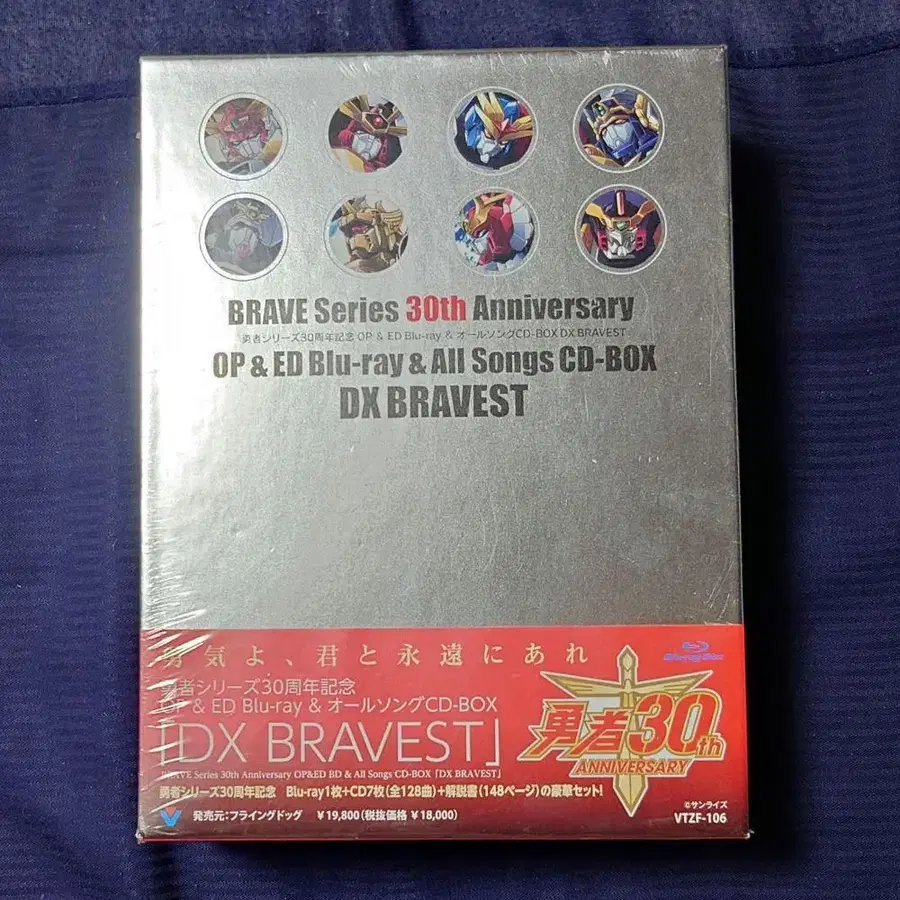 BRAVE Series 30th Anniversary
勇者シリーズ30周年記念 OP & ED Blu-ray & オールソングCD-BOX DX BRAVEST
OP & ED Blu-ray & All Songs CD-BOX
DX BRAVEST
勇気よ、君と永遠にあれ
勇者シリーズ30周年記念
OP & ED Blu-ray & オールソングCD-BOX
「DX BRAVEST」
BRAVE Series 30th Anniversary OP&ED BD & All Songs CD-BOX「DX BRAVEST」
勇者シリーズ30周年記念 Blu-ray1枚+CD7枚(全128曲)+解説書(148ページ)の豪華セット!
発売元:フライングドッグ ¥19,800(税抜価格 ¥18,000)
Blu-ray Disc
勇者30th
ANNIVERSARY
©サンライズ
VTZF-106